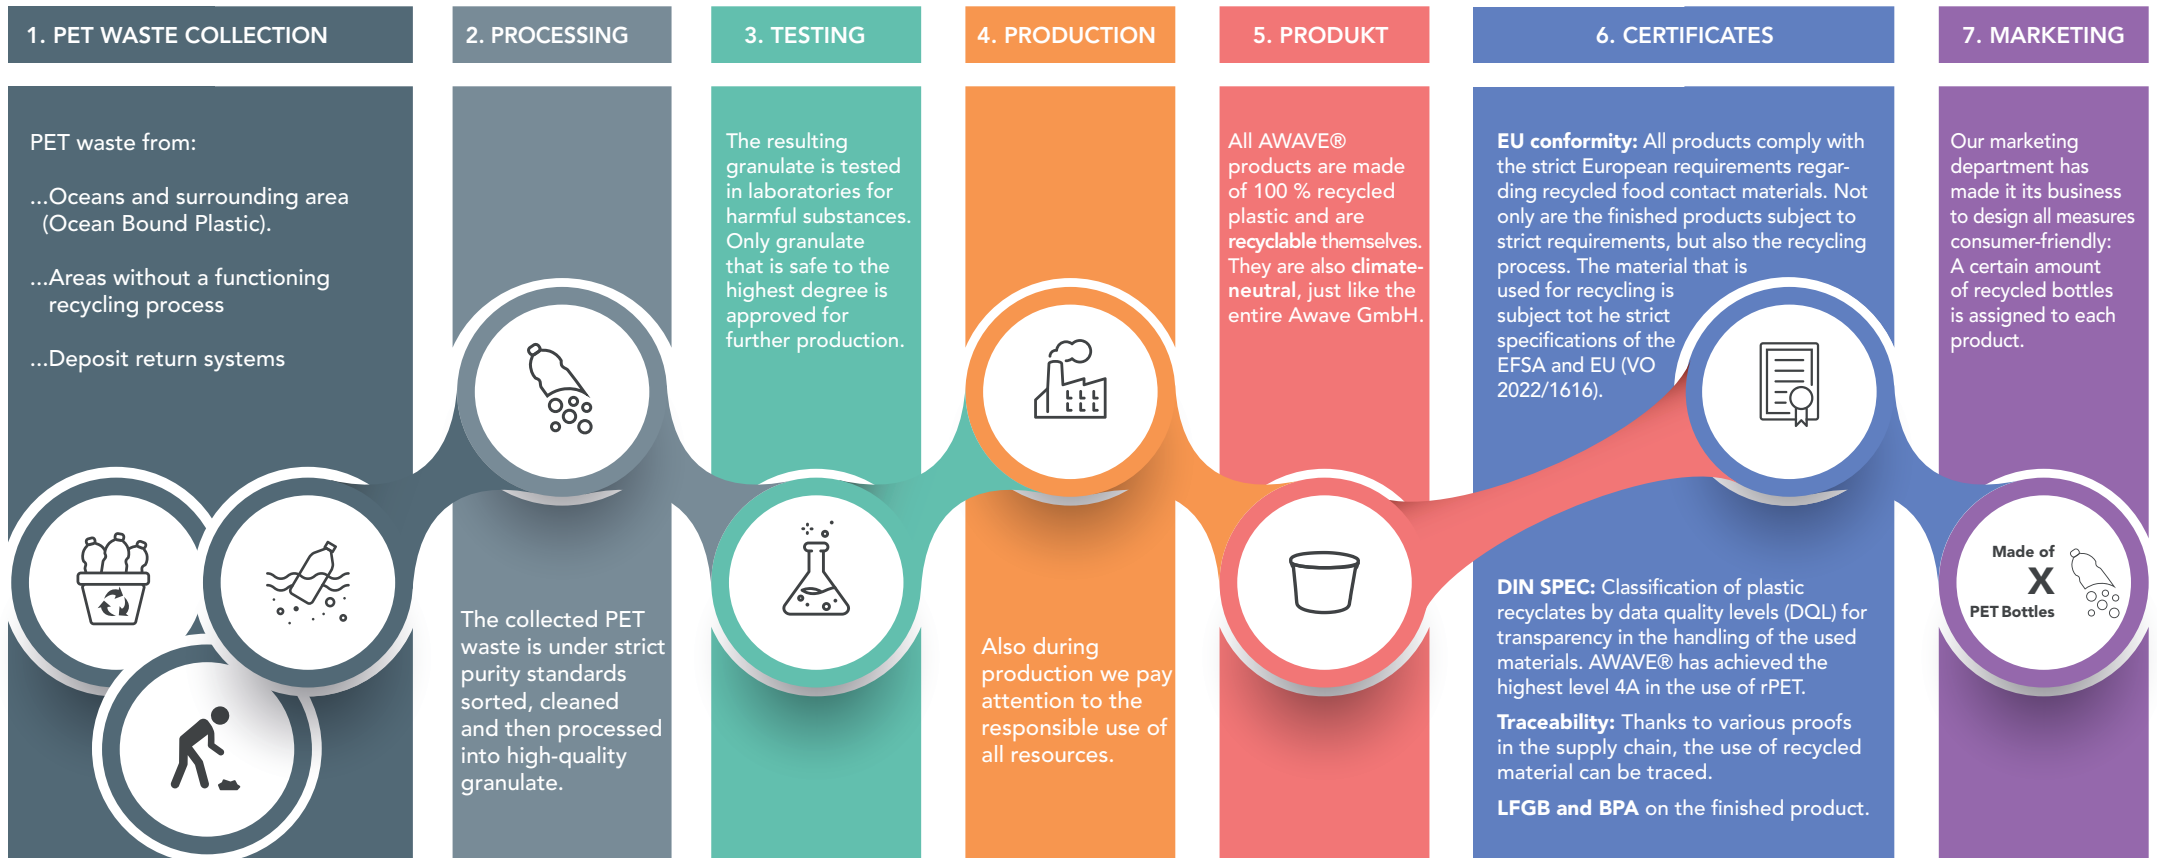 1. PET WASTE COLLECTION
PET waste from:
...Oceans and surrounding area
(Ocean Bound Plastic).
...Areas without a functioning
recycling process
...Deposit return systems
2. PROCESSING
The collected PET
waste is under strict
purity standards
sorted, cleaned
and then processed
into high-quality
granulate.
3. TESTING
The resulting
granulate is tested
in laboratories for
harmful substances.
Only granulate
that is safe to the
highest degree is
approved for
further production.
4. PRODUCTION
Also during
production we pay
attention to the
responsible use of
all resources.
5. PRODUKT
All AWAVE®
products are made
of 100 % recycled
plastic and are
recyclable themselves.
They are also climate-
neutral, just like the
entire Awave GmbH.
6. CERTIFICATES
EU conformity: All products comply with
the strict European requirements regar-
ding recycled food contact materials. Not
only are the finished products subject to
strict requirements, but also the recycling
process. The material that is
used for recycling is
subject tot he strict
specifications of the
EFSA and EU (VO
2022/1616).
DIN SPEC: Classification of plastic
recyclates by data quality levels (DQL) for
transparency in the handling of the used
materials. AWAVE® has achieved the
highest level 4A in the use of rPET.
Traceability: Thanks to various proofs
in the supply chain, the use of recycled
material can be traced.
LFGB and BPA on the finished product.
7. MARKETING
Our marketing
department has
made it its business
to design all measures
consumer-friendly:
A certain amount
of recycled bottles
is assigned to each
product.
Made of
X
PET Bottles